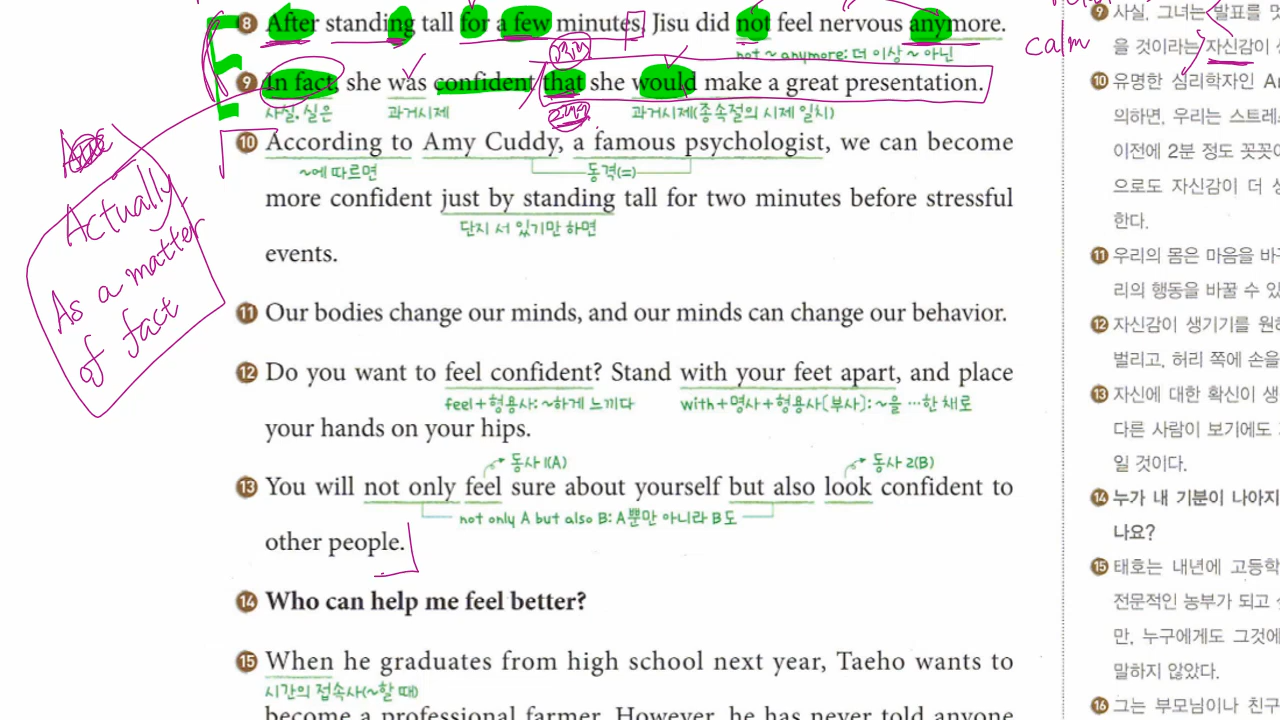 ⑧ After standing tall for a few minutes, Jisu did not feel nervous anymore.
not ~ anymore: 더 이상 ~ 아닌
calm
⑨ In fact, she was confident that she would make a great presentation.
사실, 실은
과거시제
과거시제(종속절의 시제 일치)
⑩ According to Amy Cuddy, a famous psychologist, we can become
~에 따르면
동격(=)
more confident just by standing tall for two minutes before stressful
단지 서 있기만 하면
events.
Actually
As a matter
of fact
⑪ Our bodies change our minds, and our minds can change our behavior.
⑫ Do you want to feel confident? Stand with your feet apart, and place
feel+형용사: ~하게 느끼다
with+명사+형용사(부사): ~을 …한 채로
your hands on your hips.
동사 1(A)
동사 2(B)
⑬ You will not only feel sure about yourself but also look confident to
not only A but also B: A뿐만 아니라 B도
other people.
⑭ Who can help me feel better?
⑮ When he graduates from high school next year, Taeho wants to
시간의 접속사(~할 때)
become a professional farmer. However, he has never told anyone
⑨ 사실, 그녀는 발표를
을 것이라는 자신감이
⑩ 유명한 심리학자인
의하면, 우리는
이전에 2분 정도
으로도 자신감이 더
한다.
⑪ 우리의 몸은 마음을
리의 행동을 바꿀 수
⑫ 자신감이 생기기를
벌리고, 허리 쪽에 손을
⑬ 자신에 대한 확신이
다른 사람이 보기에도
일 것이다.
⑭ 누가 내 기분이 나아지
나요?
⑮ 태호는 내년에
전문적인 농부가 되고
만, 누구에게도 그것에
말하지 않았다.
⑯ 그는 부모님이나 친구